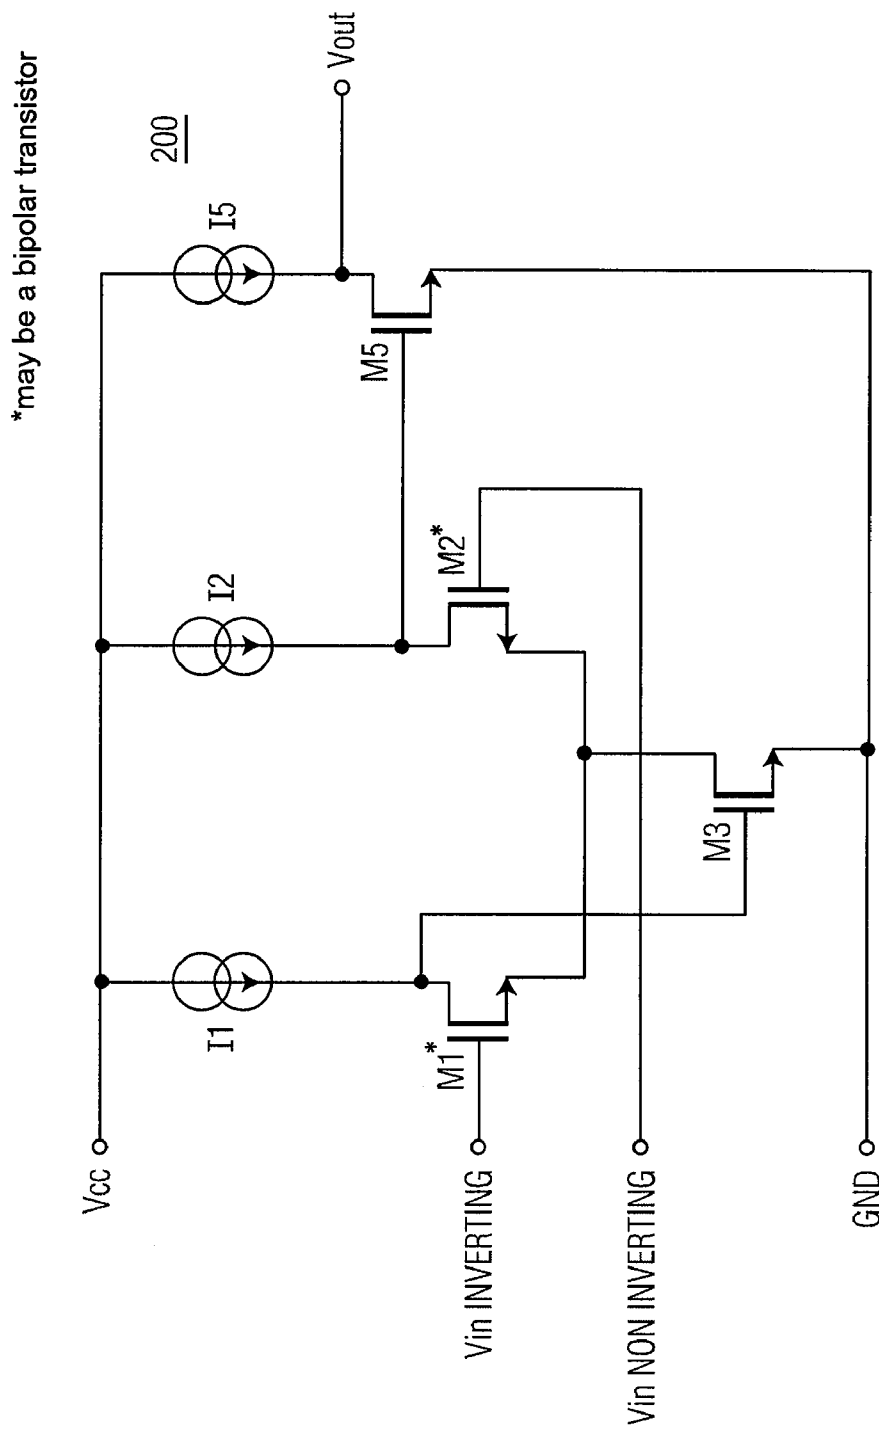 *may be a bipolar transistor
200
Vcc
I1
I2
I5
Vout
M5
M1*
M2*
Vin INVERTING
Vin NON INVERTING
M3
GND